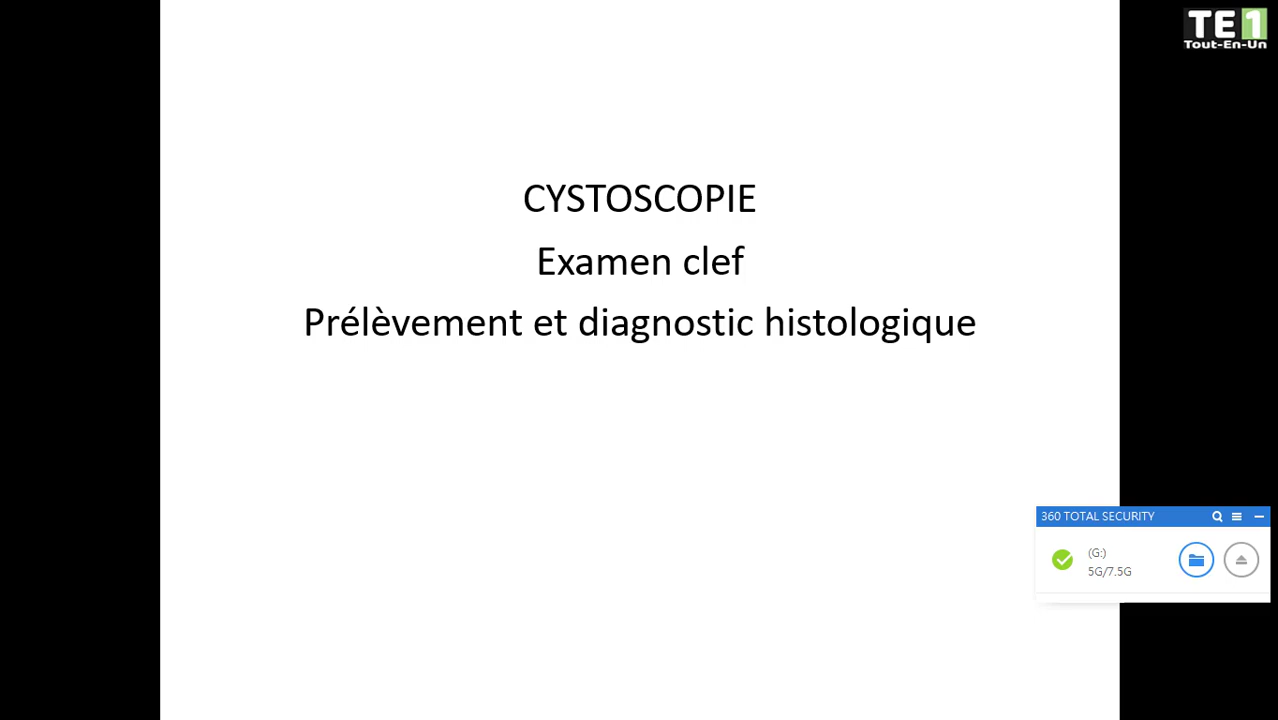 TE1
Tout-En-Un
CYSTOSCOPIE
Examen clef
Prélèvement et diagnostic histologique
360 TOTAL SECURITY
(G:)
5G/7.5G